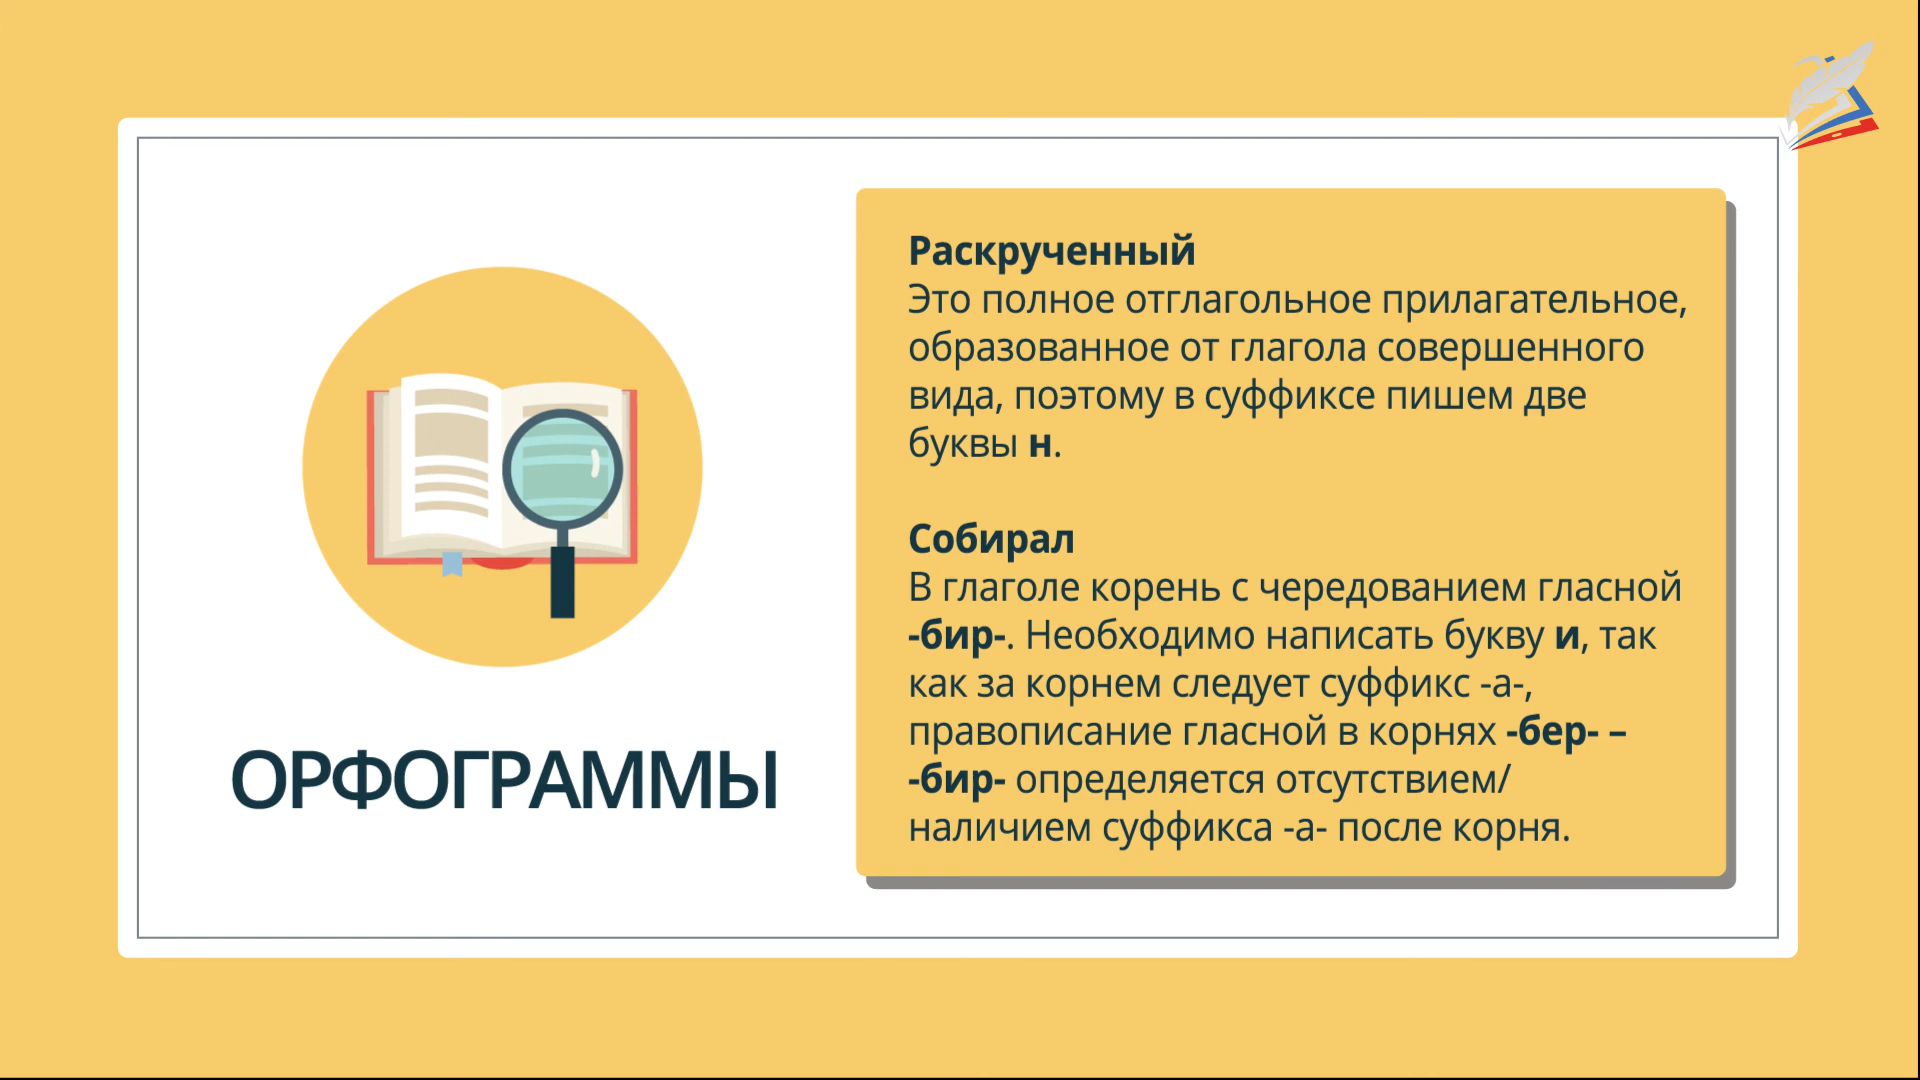 ОРФОГРАММЫ
Раскрученный
Это полное отглагольное прилагательное,
образованное от глагола совершенного
вида, поэтому в суффиксе пишем две
буквы н.
Собирал
В глаголе корень с чередованием гласной
-бир-. Необходимо написать букву и, так
как за корнем следует суффикс -а-,
правописание гласной в корнях -бер- –
-бир- определяется отсутствием/
наличием суффикса -а- после корня.